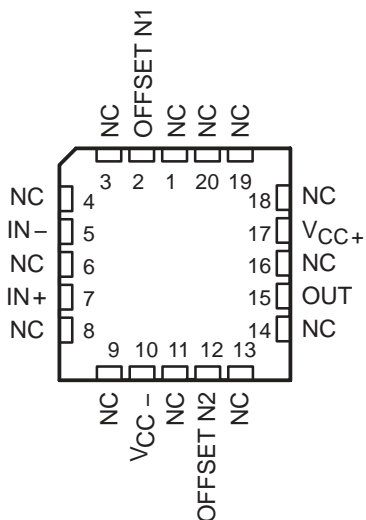 NC
OFFSET N1
NC
NC
NC
3
2
1
20
19
NC 4
IN− 5
NC 6
IN+ 7
NC 8
18 NC
17 VCC+
16 NC
15 OUT
14 NC
9
10
11
12
13
NC
VCC −
NC
OFFSET N2
NC